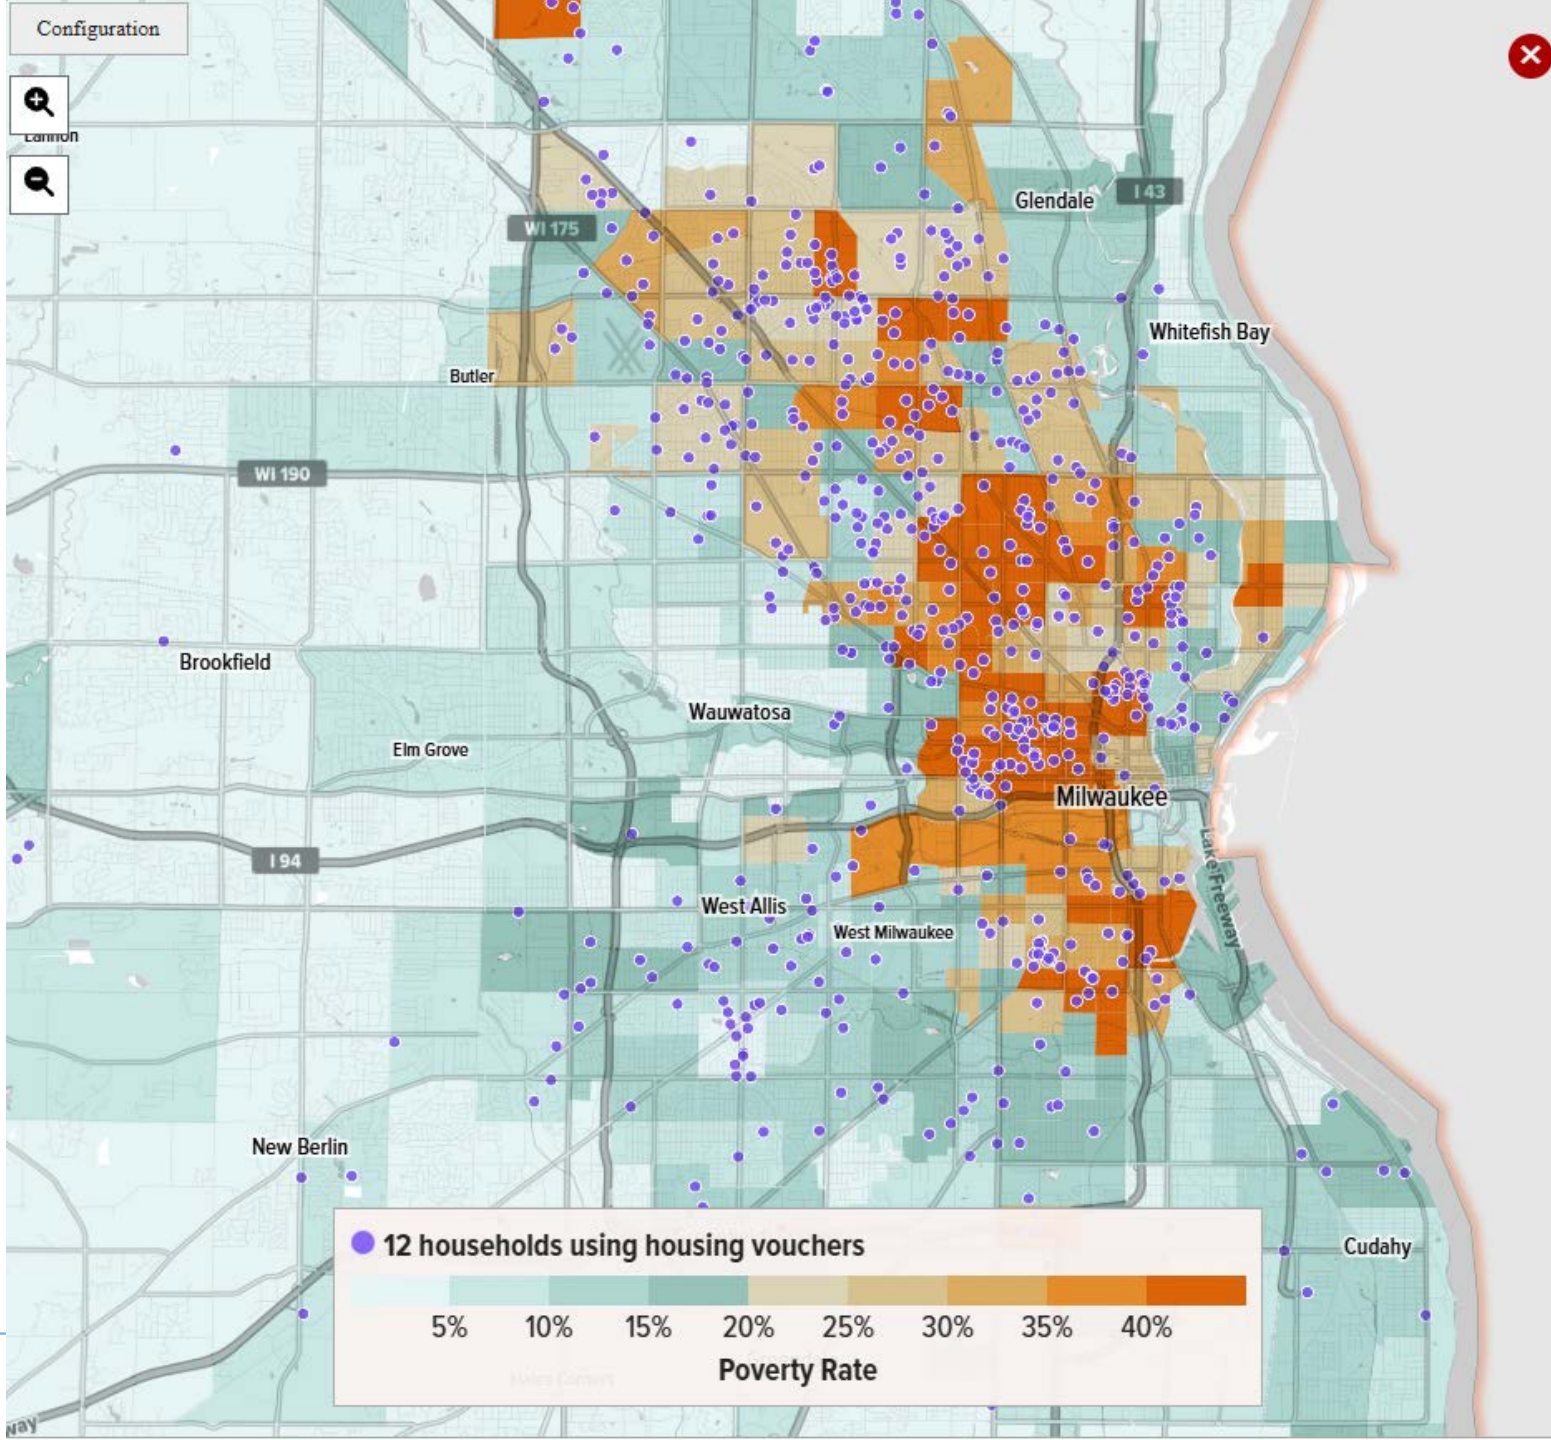 Configuration
Lannon
Glendale
I 43
WI 175
Whitefish Bay
Butler
WI 190
Brookfield
Wauwatosa
Elm Grove
Milwaukee
I 94
Lake Freeway
West Allis
West Milwaukee
New Berlin
Cudahy
12 households using housing vouchers
5% 10% 15% 20% 25% 30% 35% 40%
Poverty Rate
way